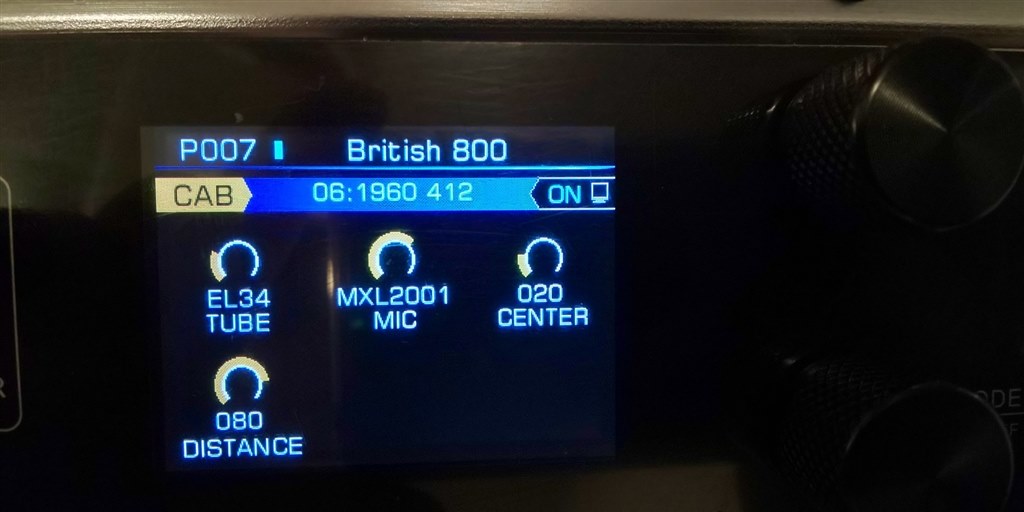 P007 British 800
CAB 06:1960 412 ON
EL34
TUBE
MXL2001
MIC
020
CENTER
080
DISTANCE